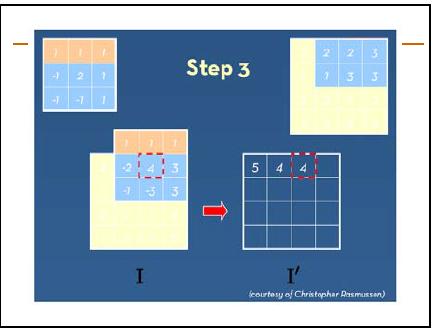 1 1 1
-1 2 1
-1 -1 1
Step 3
2 2 3
1 3 3
1 1 1
-2 4 3
-1 -3 3
5 4 4
I
I′
(courtesy of Christopher Rasmussen)